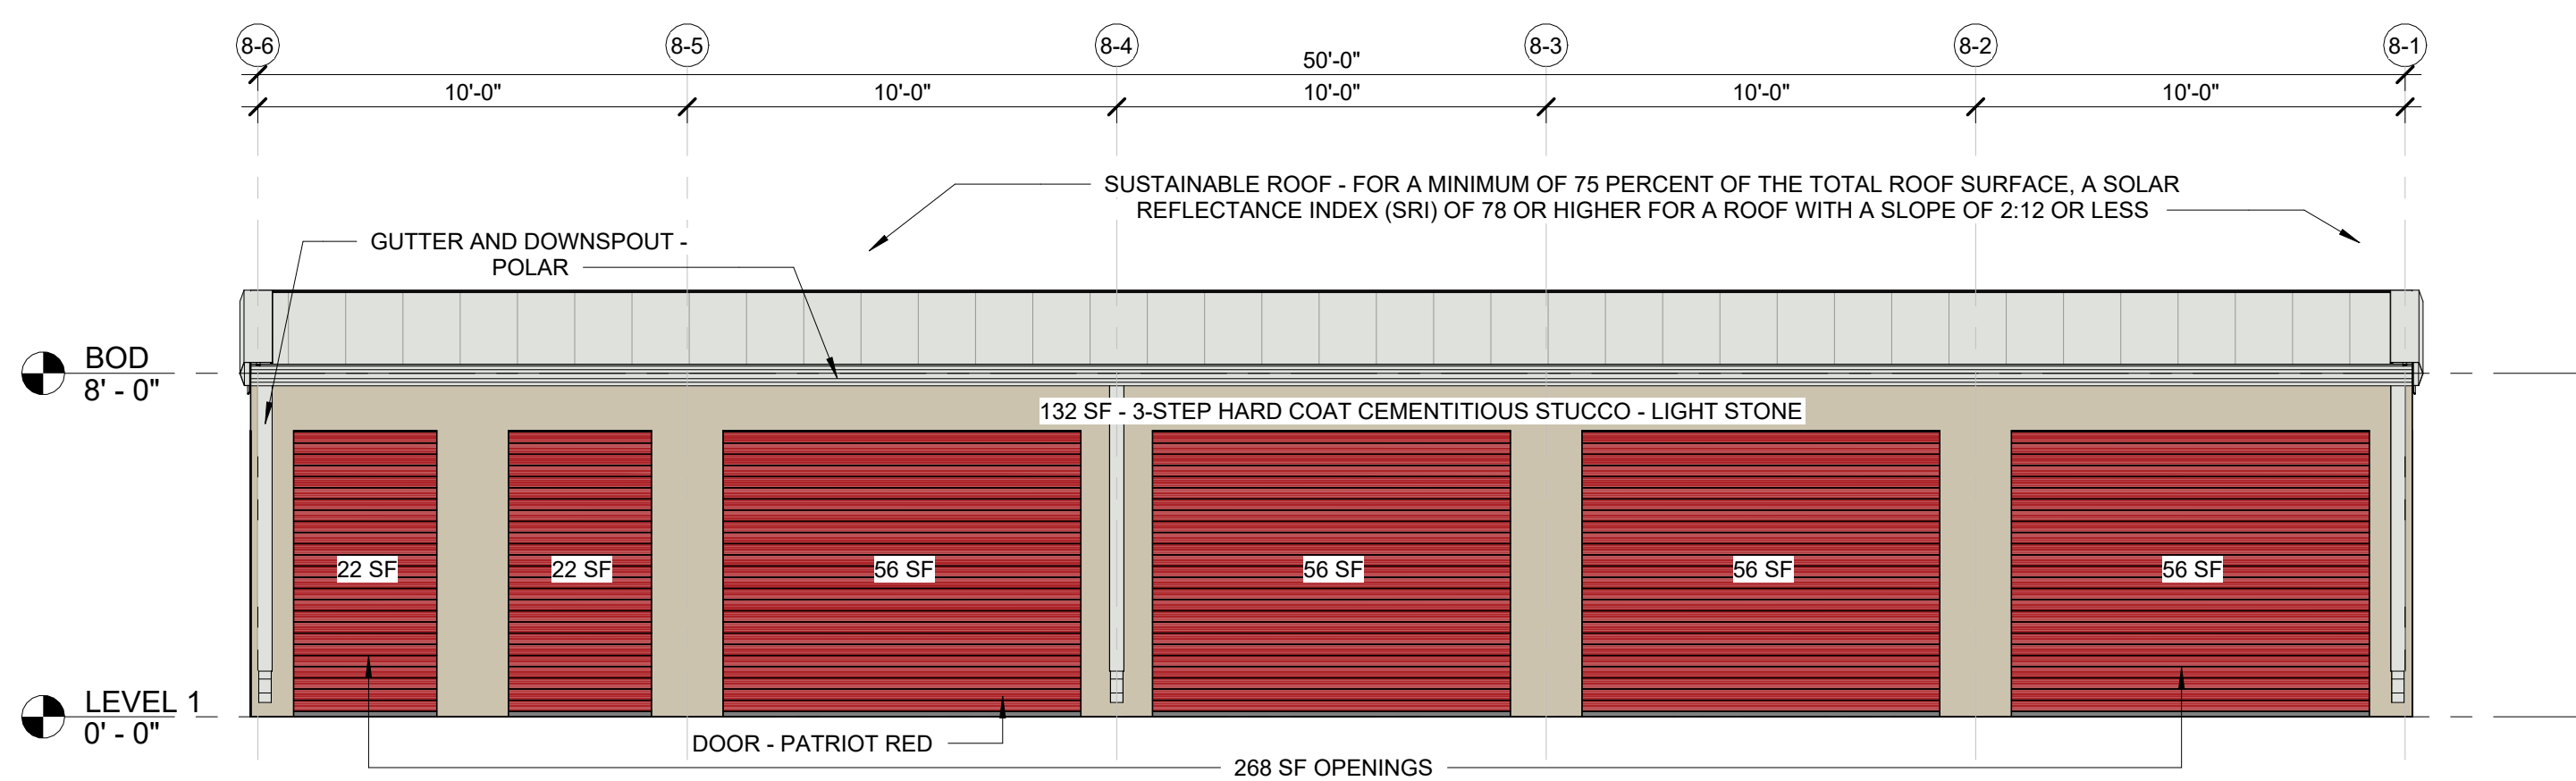 8-6
8-5
8-4
8-3
8-2
8-1
50'-0"
10'-0"
10'-0"
10'-0"
10'-0"
10'-0"
SUSTAINABLE ROOF - FOR A MINIMUM OF 75 PERCENT OF THE TOTAL ROOF SURFACE, A SOLAR
REFLECTANCE INDEX (SRI) OF 78 OR HIGHER FOR A ROOF WITH A SLOPE OF 2:12 OR LESS
GUTTER AND DOWNSPOUT -
POLAR
BOD
8' - 0"
132 SF - 3-STEP HARD COAT CEMENTITIOUS STUCCO - LIGHT STONE
22 SF
22 SF
56 SF
56 SF
56 SF
56 SF
LEVEL 1
0' - 0"
DOOR - PATRIOT RED
268 SF OPENINGS